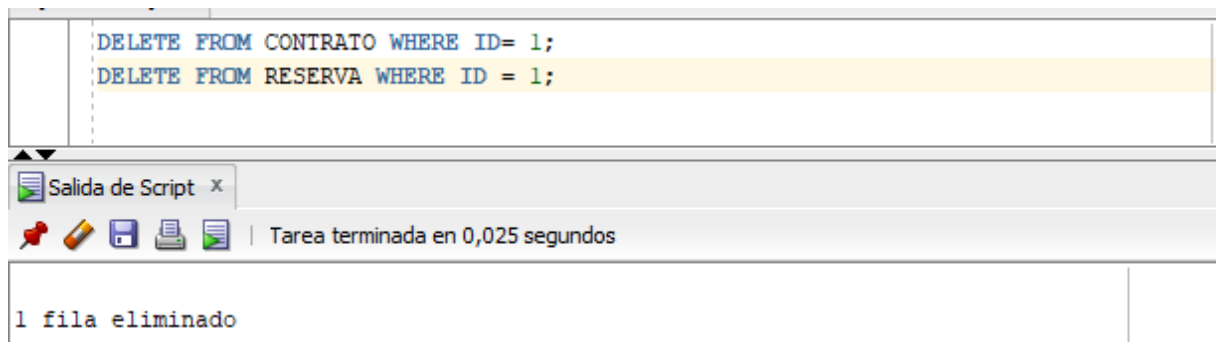 DELETE FROM CONTRATO WHERE ID= 1;
DELETE FROM RESERVA WHERE ID = 1;
Salida de Script x
Tarea terminada en 0,025 segundos
1 fila eliminado